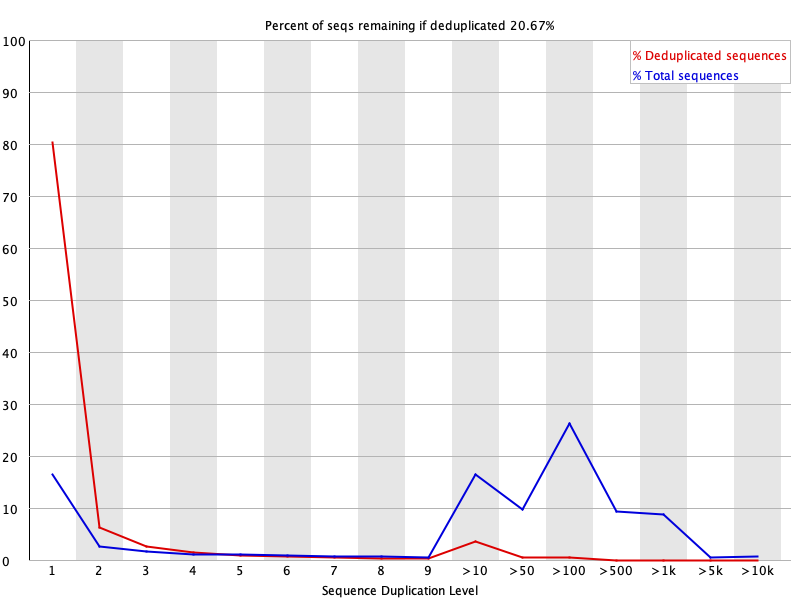 Percent of seqs remaining if deduplicated 20.67%
% Deduplicated sequences
% Total sequences
100
90
80
70
60
50
40
30
20
10
0
1 2 3 4 5 6 7 8 9 >10 >50 >100 >500 >1k >5k >10k
Sequence Duplication Level